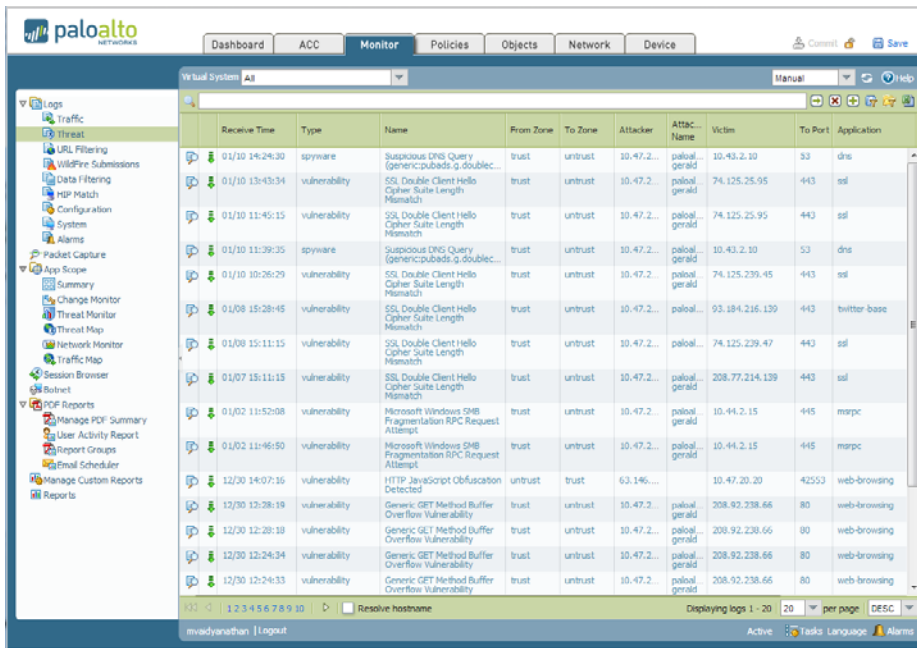 paloalto
NETWORKS
Dashboard ACC Monitor Policies Objects Network Device Commit Save
Virtual System All Manual Help
Logs
Traffic
Threat
URL Filtering
WildFire Submissions
Data Filtering
HIP Match
Configuration
System
Alarms
Packet Capture
App Scope
Summary
Change Monitor
Threat Monitor
Threat Map
Network Monitor
Traffic Map
Session Browser
Botnet
PDF Reports
Manage PDF Summary
User Activity Report
Report Groups
Email Scheduler
Manage Custom Reports
Reports
Receive Time Type Name From Zone To Zone Attacker Attac... Name Victim To Port Application
01/10 14:24:30 spyware Suspicious DNS Query (generic:pubads.g.doublec... trust untrust 10.47.2... paloal... gerald 10.43.2.10 53 dns
01/10 13:43:34 vulnerability SSL Double Client Hello Cipher Suite Length Mismatch trust untrust 10.47.2... paloal... gerald 74.125.25.95 443 ssl
01/10 11:45:15 vulnerability SSL Double Client Hello Cipher Suite Length Mismatch trust untrust 10.47.2... paloal... gerald 74.125.25.95 443 ssl
01/10 11:39:35 spyware Suspicious DNS Query (generic:pubads.g.doublec... trust untrust 10.47.2... paloal... gerald 10.43.2.10 53 dns
01/10 10:26:29 vulnerability SSL Double Client Hello Cipher Suite Length Mismatch trust untrust 10.47.2... paloal... gerald 74.125.239.45 443 ssl
01/08 15:28:45 vulnerability SSL Double Client Hello Cipher Suite Length Mismatch trust untrust 10.47.2... paloal... 93.184.216.139 443 twitter-base
01/08 15:11:15 vulnerability SSL Double Client Hello Cipher Suite Length Mismatch trust untrust 10.47.2... paloal... gerald 74.125.239.47 443 ssl
01/07 15:11:15 vulnerability SSL Double Client Hello Cipher Suite Length Mismatch trust untrust 10.47.2... paloal... gerald 208.77.214.139 443 ssl
01/02 11:52:08 vulnerability Microsoft Windows SMB Fragmentation RPC Request Attempt trust untrust 10.47.2... paloal... gerald 10.44.2.15 445 msrpc
01/02 11:46:50 vulnerability Microsoft Windows SMB Fragmentation RPC Request Attempt trust untrust 10.47.2... paloal... gerald 10.44.2.15 445 msrpc
12/30 14:07:16 vulnerability HTTP JavaScript Obfuscation Detected untrust trust 63.146.... 10.47.20.20 42553 web-browsing
12/30 12:28:19 vulnerability Generic GET Method Buffer Overflow Vulnerability trust untrust 10.47.2... paloal... gerald 208.92.238.66 80 web-browsing
12/30 12:28:18 vulnerability Generic GET Method Buffer Overflow Vulnerability trust untrust 10.47.2... paloal... gerald 208.92.238.66 80 web-browsing
12/30 12:24:34 vulnerability Generic GET Method Buffer Overflow Vulnerability trust untrust 10.47.2... paloal... gerald 208.92.238.66 80 web-browsing
12/30 12:24:33 vulnerability Generic GET Method Buffer Overflow Vulnerability trust untrust 10.47.2... paloal... gerald 208.92.238.66 80 web-browsing
1 2 3 4 5 6 7 8 9 10 Resolve hostname Displaying logs 1 - 20 20 per page DESC
mvaidyanathan | Logout Active Tasks Language Alarms